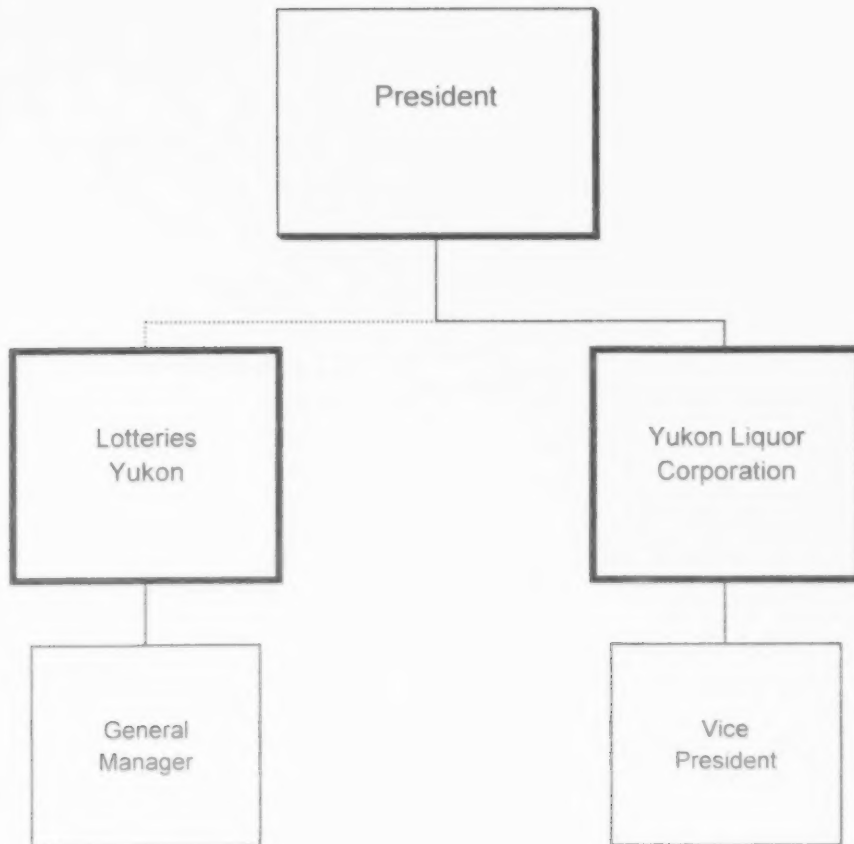 President
Lotteries
Yukon
Yukon Liquor
Corporation
General
Manager
Vice
President